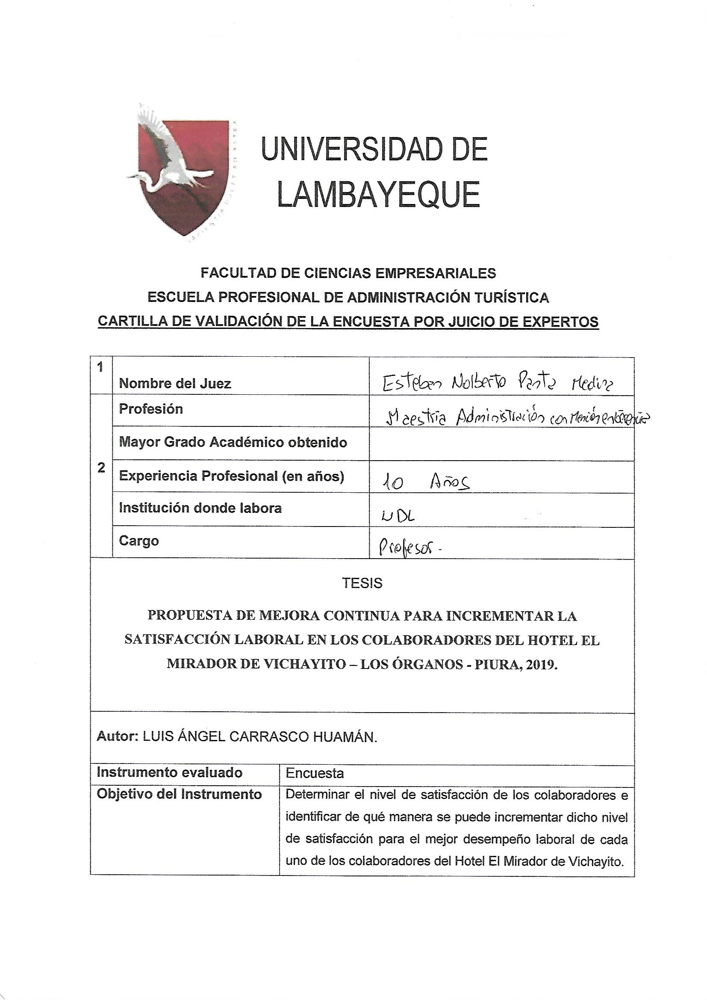 UNIVERSIDAD DE
LAMBAYEQUE
FACULTAD DE CIENCIAS EMPRESARIALES
ESCUELA PROFESIONAL DE ADMINISTRACIÓN TURÍSTICA
CARTILLA DE VALIDACIÓN DE LA ENCUESTA POR JUICIO DE EXPERTOS
1
Nombre del Juez Esteban Nolberto Panta Medina
Profesión Maestría Administración con Mención en Gerencia
Mayor Grado Académico obtenido
2
Experiencia Profesional (en años) 10 Años
Institución donde labora UDL
Cargo Profesor.-
TESIS
PROPUESTA DE MEJORA CONTINUA PARA INCREMENTAR LA
SATISFACCIÓN LABORAL EN LOS COLABORADORES DEL HOTEL EL
MIRADOR DE VICHAYITO – LOS ÓRGANOS - PIURA, 2019.
Autor: LUIS ÁNGEL CARRASCO HUAMÁN.
Instrumento evaluado Encuesta
Objetivo del Instrumento Determinar el nivel de satisfacción de los colaboradores e
identificar de qué manera se puede incrementar dicho nivel
de satisfacción para el mejor desempeño laboral de cada
uno de los colaboradores del Hotel El Mirador de Vichayito.